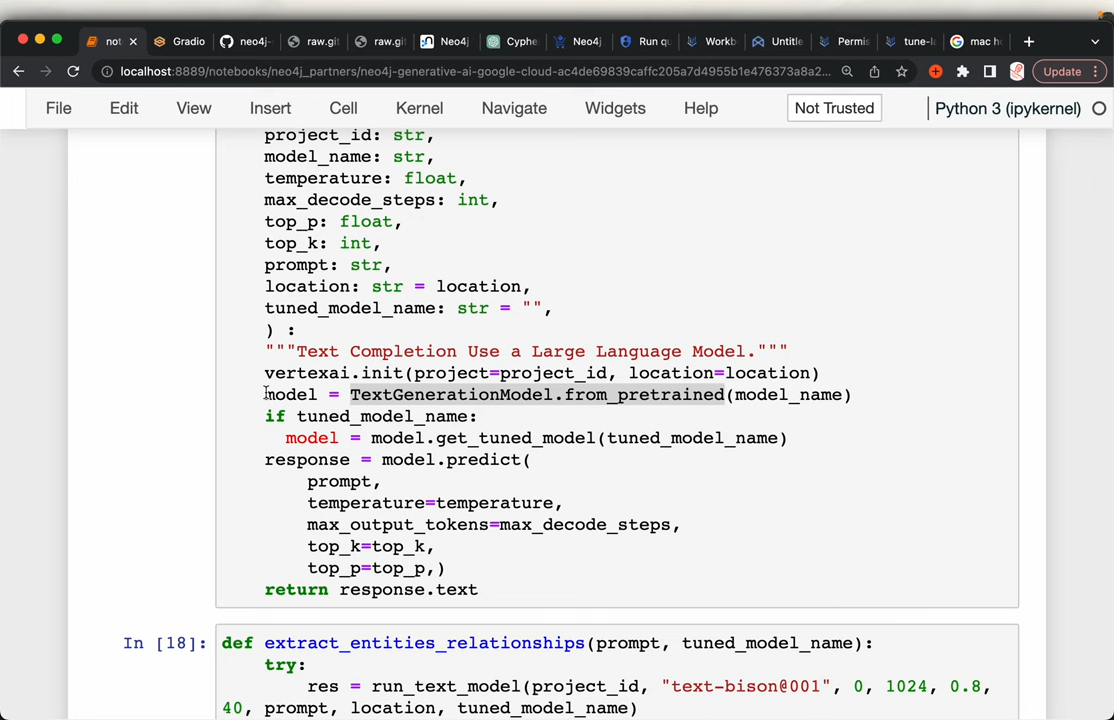 not
Gradio
neo4j-
raw.git
raw.git
Neo4j
Cyphe
Neo4j
Run qu
Workb
Untitle
Permis
tune-la
mac ho
localhost:8889/notebooks/neo4j_partners/neo4j-generative-ai-google-cloud-ac4de69839caffc205a7d4955b1e476373a8a2...
Update
File Edit View Insert Cell Kernel Navigate Widgets Help
Not Trusted
Python 3 (ipykernel)
project_id: str,
model_name: str,
temperature: float,
max_decode_steps: int,
top_p: float,
top_k: int,
prompt: str,
location: str = location,
tuned_model_name: str = "",
) :
"""Text Completion Use a Large Language Model."""
vertexai.init(project=project_id, location=location)
model = TextGenerationModel.from_pretrained(model_name)
if tuned_model_name:
model = model.get_tuned_model(tuned_model_name)
response = model.predict(
prompt,
temperature=temperature,
max_output_tokens=max_decode_steps,
top_k=top_k,
top_p=top_p,)
return response.text
In [18]: def extract_entities_relationships(prompt, tuned_model_name):
try:
res = run_text_model(project_id, "text-bison@001", 0, 1024, 0.8,
40, prompt, location, tuned_model_name)